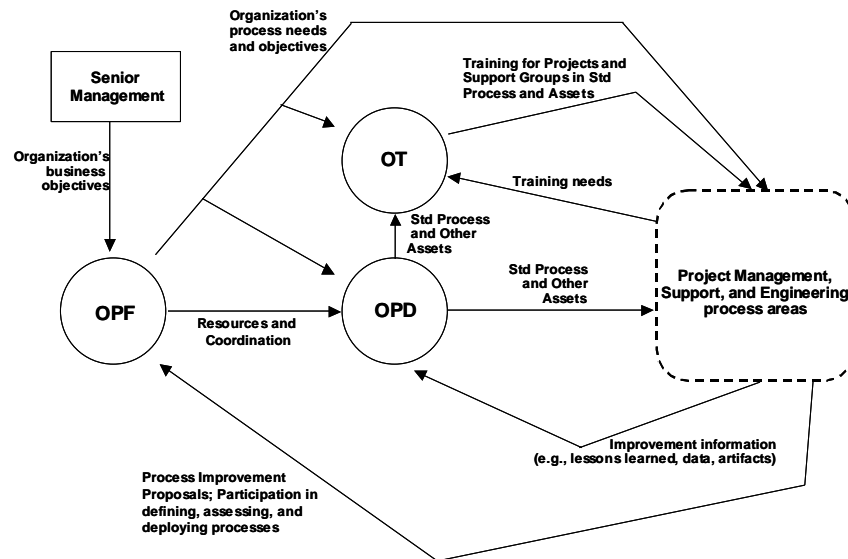 Organization's
process needs
and objectives
Senior
Management
Training for Projects and
Support Groups in Std
Process and Assets
Organization's
business
objectives
OT
Training needs
Std Process
and Other
Assets
Std Process
and Other
Assets
Project Management,
Support, and Engineering
process areas
OPF
OPD
Resources and
Coordination
Improvement information
(e.g., lessons learned, data, artifacts)
Process Improvement
Proposals; Participation in
defining, assessing, and
deploying processes